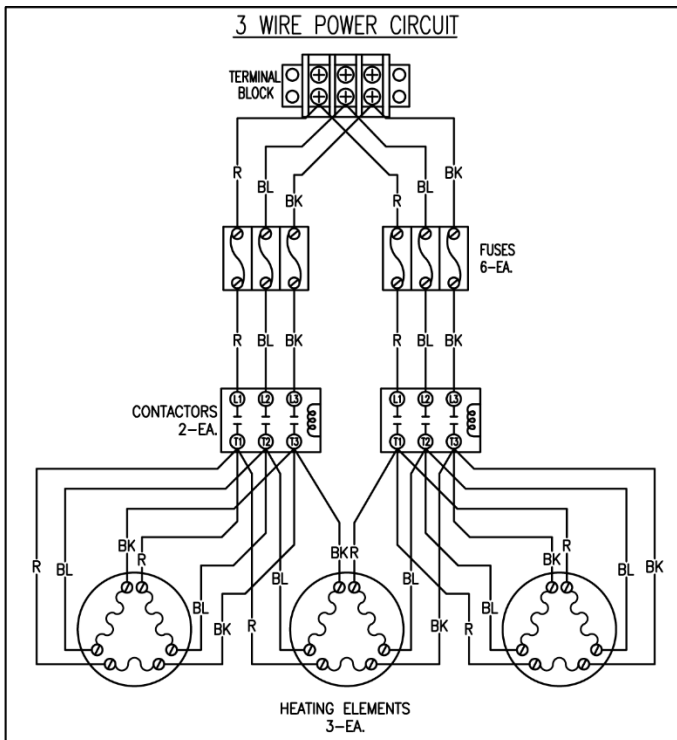 3 WIRE POWER CIRCUIT
TERMINAL
BLOCK
R BL BK R BL BK
FUSES
6-EA.
R BL BK R BL BK
L1 L2 L3 L1 L2 L3
CONTACTORS
2-EA.
T1 T2 T3 T1 T2 T3
R BL BK R BK R BK R BL BK
BL BK R BL BL BK R BL
HEATING ELEMENTS
3-EA.